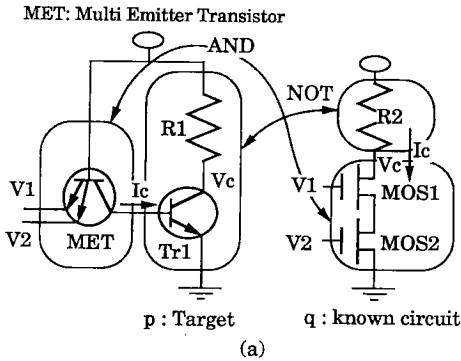 MET: Multi Emitter Transistor
AND
NOT
R1
R2
Vc
Ic
Vc
Ic
V1
V1
MOS1
V2
MET
Tr1
V2
MOS2
p : Target
q : known circuit
(a)